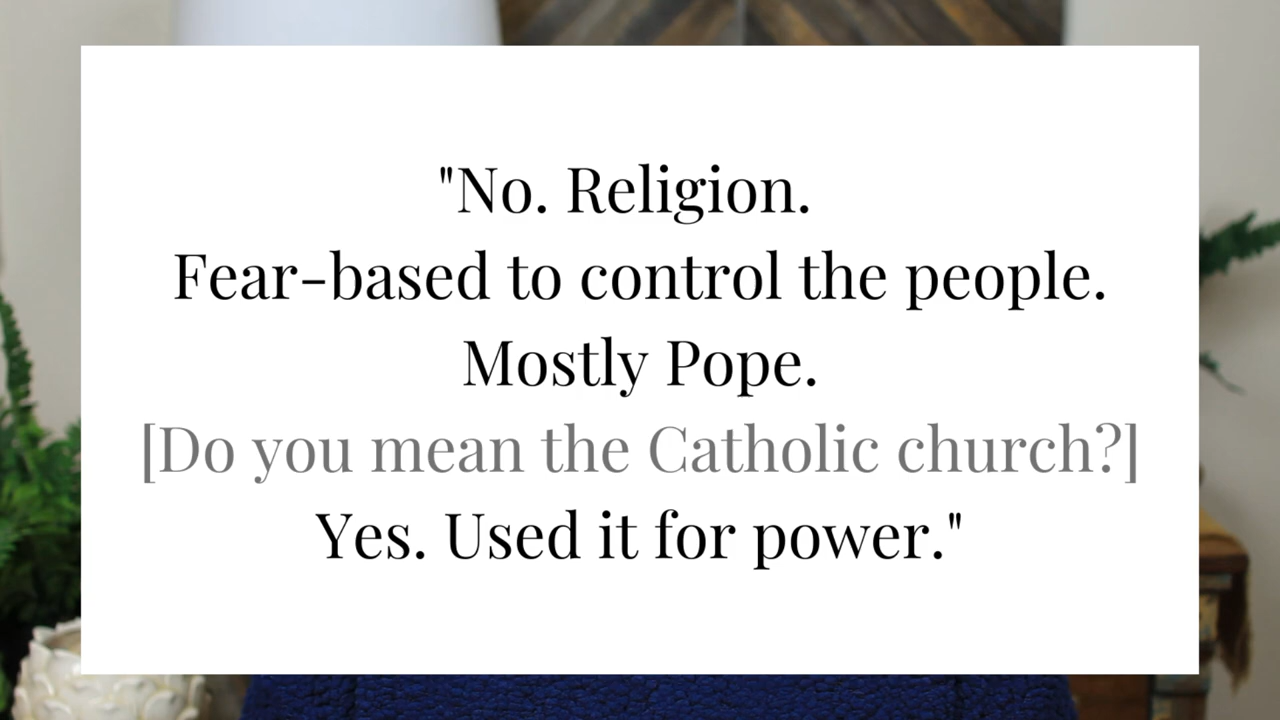 "No. Religion.
Fear-based to control the people.
Mostly Pope.
[Do you mean the Catholic church?]
Yes. Used it for power."